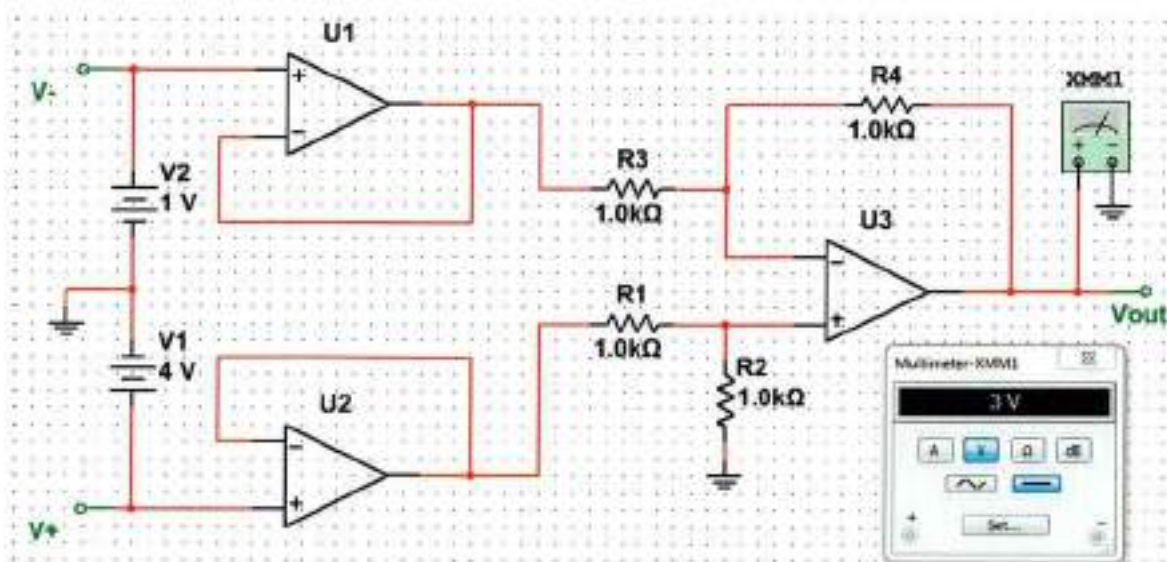 U1
V-
V2
1 V
V1
4 V
U2
V+
R3
1.0kΩ
R4
1.0kΩ
R1
1.0kΩ
R2
1.0kΩ
U3
XMM1
Vout
Multimeter-XMM1
3 V
A V Ω dB
Set...